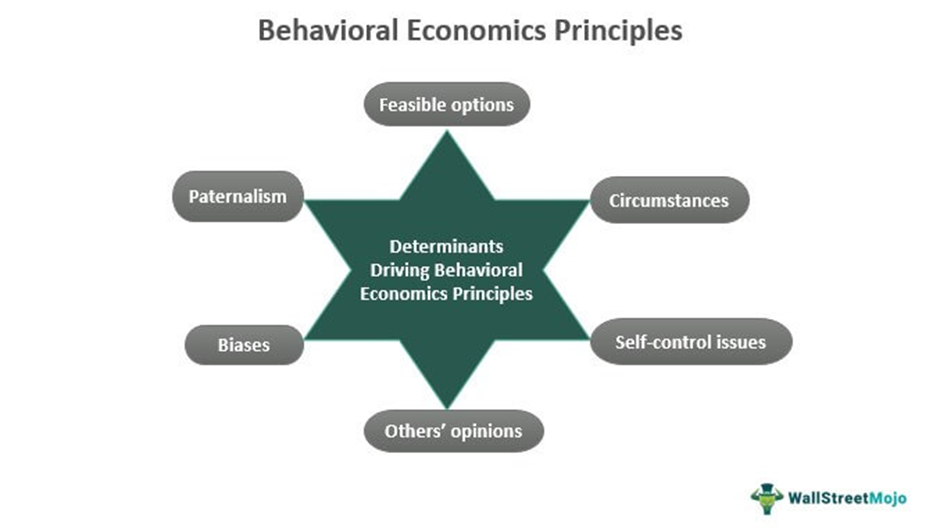 Behavioral Economics Principles
Feasible options
Paternalism
Circumstances
Determinants
Driving Behavioral
Economics Principles
Biases
Self-control issues
Others’ opinions
WallStreetMojo